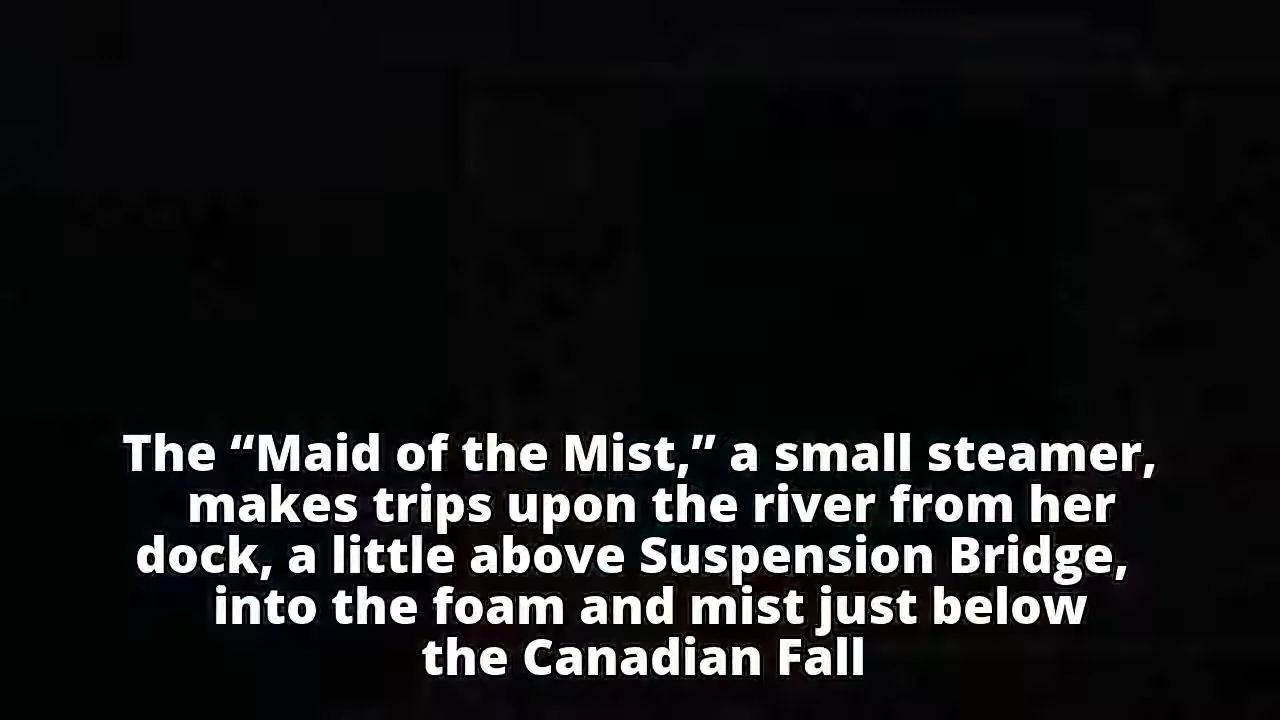 The “Maid of the Mist,” a small steamer,
makes trips upon the river from her
dock, a little above Suspension Bridge,
into the foam and mist just below
the Canadian Fall